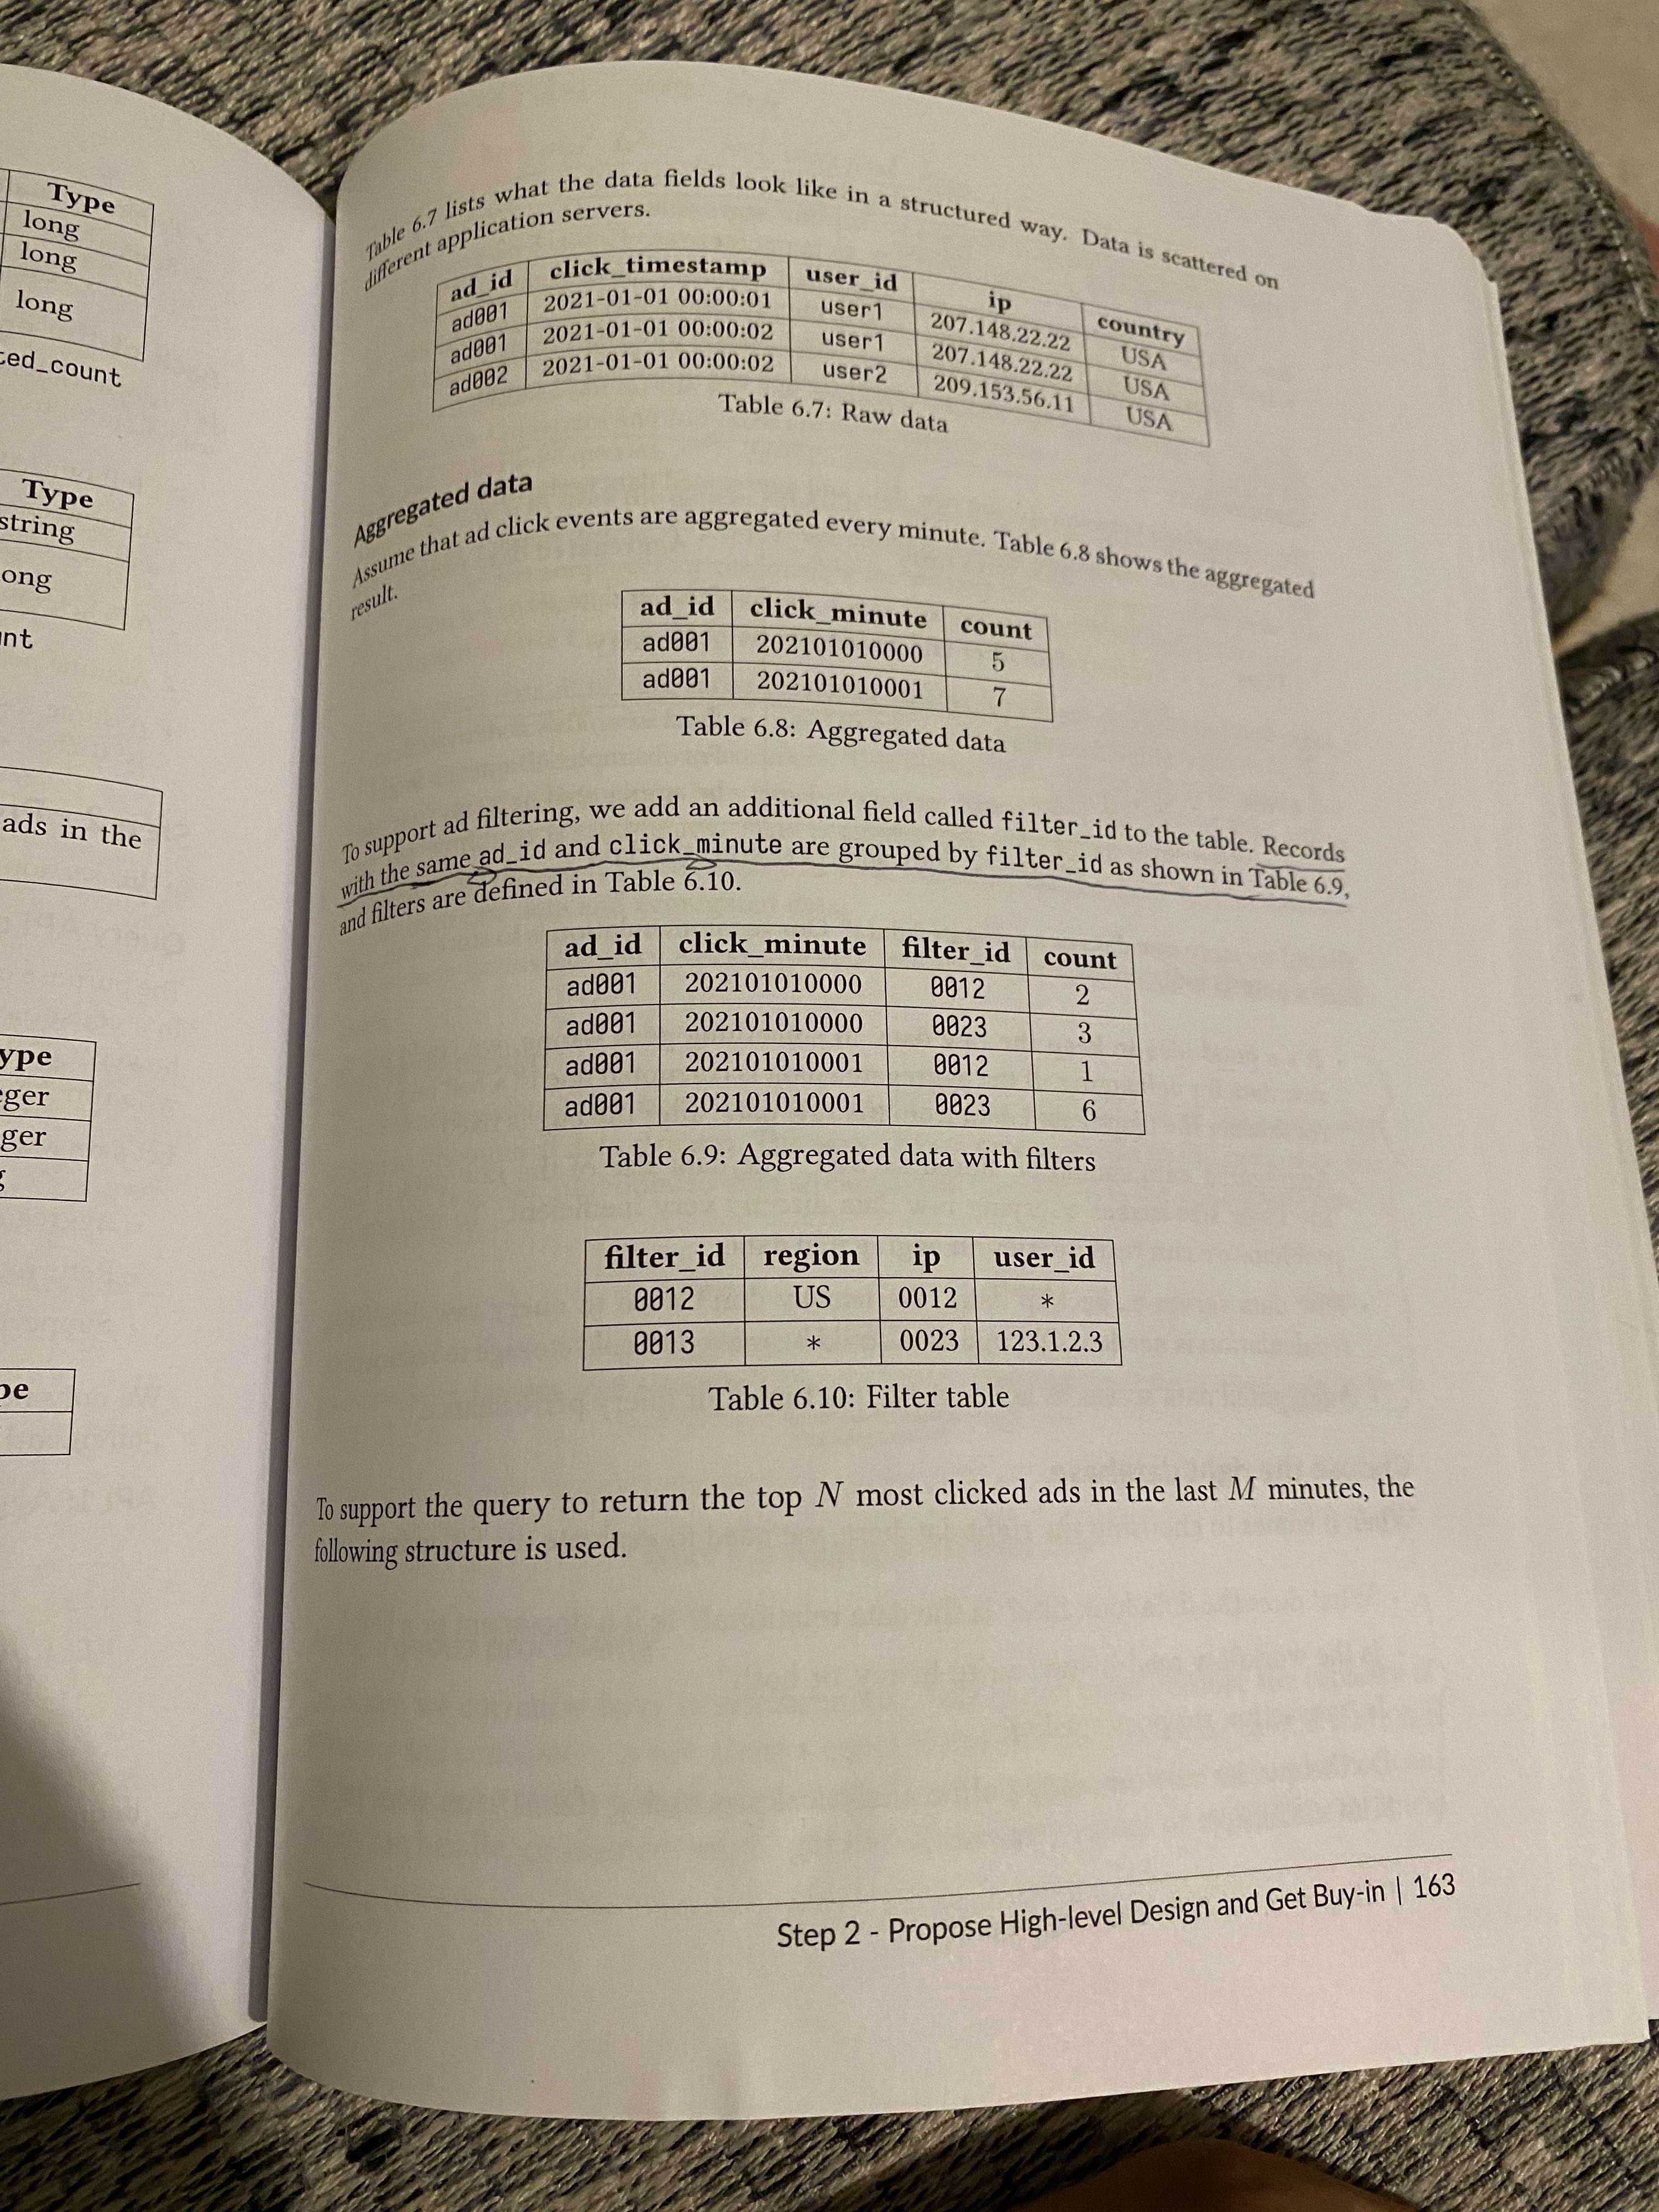 Type
long
long
long
ted_count
Type
string
ong
nt
ads in the
ype
eger
ger
g
pe
Table 6.7 lists what the data fields look like in a structured way. Data is scattered on
different application servers.
ad_id click_timestamp user_id ip country
ad001 2021-01-01 00:00:01 user1 207.148.22.22 USA
ad001 2021-01-01 00:00:02 user1 207.148.22.22 USA
ad002 2021-01-01 00:00:02 user2 209.153.56.11 USA
Table 6.7: Raw data
Aggregated data
Assume that ad click events are aggregated every minute. Table 6.8 shows the aggregated
result.
ad_id click_minute count
ad001 202101010000 5
ad001 202101010001 7
Table 6.8: Aggregated data
To support ad filtering, we add an additional field called filter_id to the table. Records
with the same ad_id and click_minute are grouped by filter_id as shown in Table 6.9,
and filters are defined in Table 6.10.
ad_id click_minute filter_id count
ad001 202101010000 0012 2
ad001 202101010000 0023 3
ad001 202101010001 0012 1
ad001 202101010001 0023 6
Table 6.9: Aggregated data with filters
filter_id region ip user_id
0012 US 0012 *
0013 * 0023 123.1.2.3
Table 6.10: Filter table
To support the query to return the top N most clicked ads in the last M minutes, the
following structure is used.
Step 2 - Propose High-level Design and Get Buy-in | 163